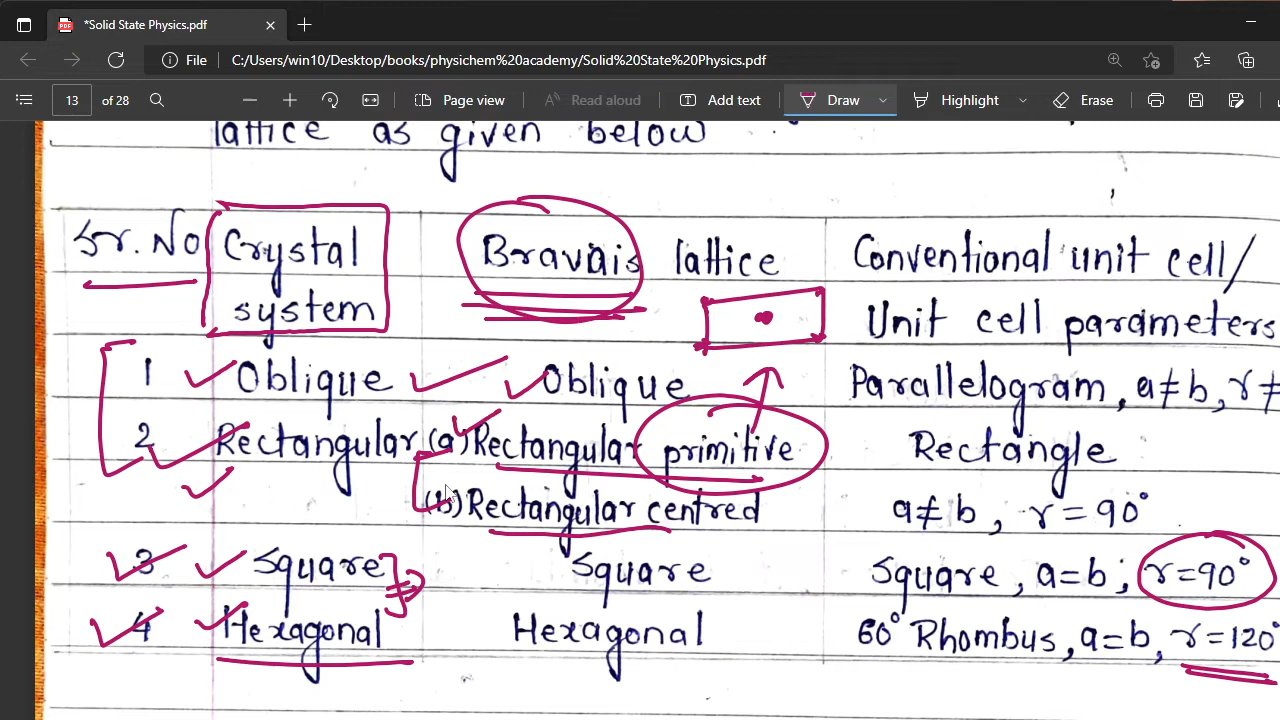 *Solid State Physics.pdf
File C:/Users/win10/Desktop/books/physichem%20academy/Solid%20State%20Physics.pdf
13 of 28 Page view Read aloud Add text Draw Highlight Erase
lattice as given below
Sr. No Crystal system Bravais lattice Conventional unit cell/ Unit cell parameters
1 Oblique Oblique Parallelogram, a≠b, r≠
2 Rectangular (a) Rectangular primitive Rectangle
(b) Rectangular centred a≠b, r=90°
3 Square Square Square, a=b; r=90°
4 Hexagonal Hexagonal 60° Rhombus, a=b, r=120°